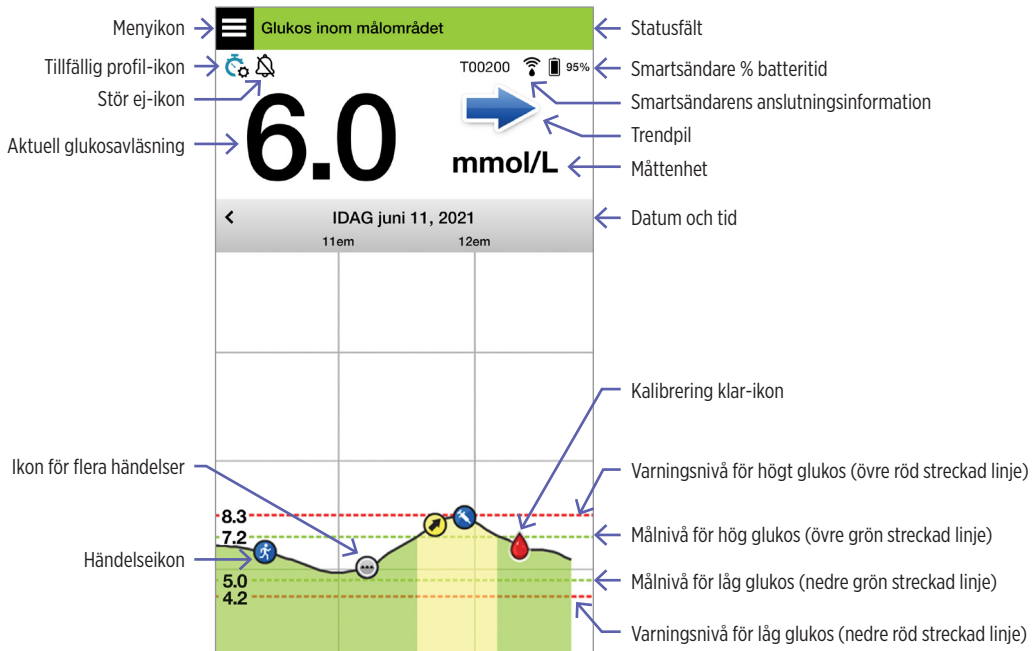 Menyikon
Glukos inom målområdet
Statusfält
Tillfällig profil-ikon
T00200
95%
Smartsändare % batteritid
Stör ej-ikon
Smartsändarens anslutningsinformation
Aktuell glukosavläsning
6.0
Trendpil
mmol/L
Måttenhet
IDAG juni 11, 2021
Datum och tid
11em 12em
Kalibrering klar-ikon
Ikon för flera händelser
Varningsnivå för högt glukos (övre röd streckad linje)
8.3
7.2
Målnivå för hög glukos (övre grön streckad linje)
Händelseikon
5.0
Målnivå för låg glukos (nedre grön streckad linje)
4.2
Varningsnivå för låg glukos (nedre röd streckad linje)